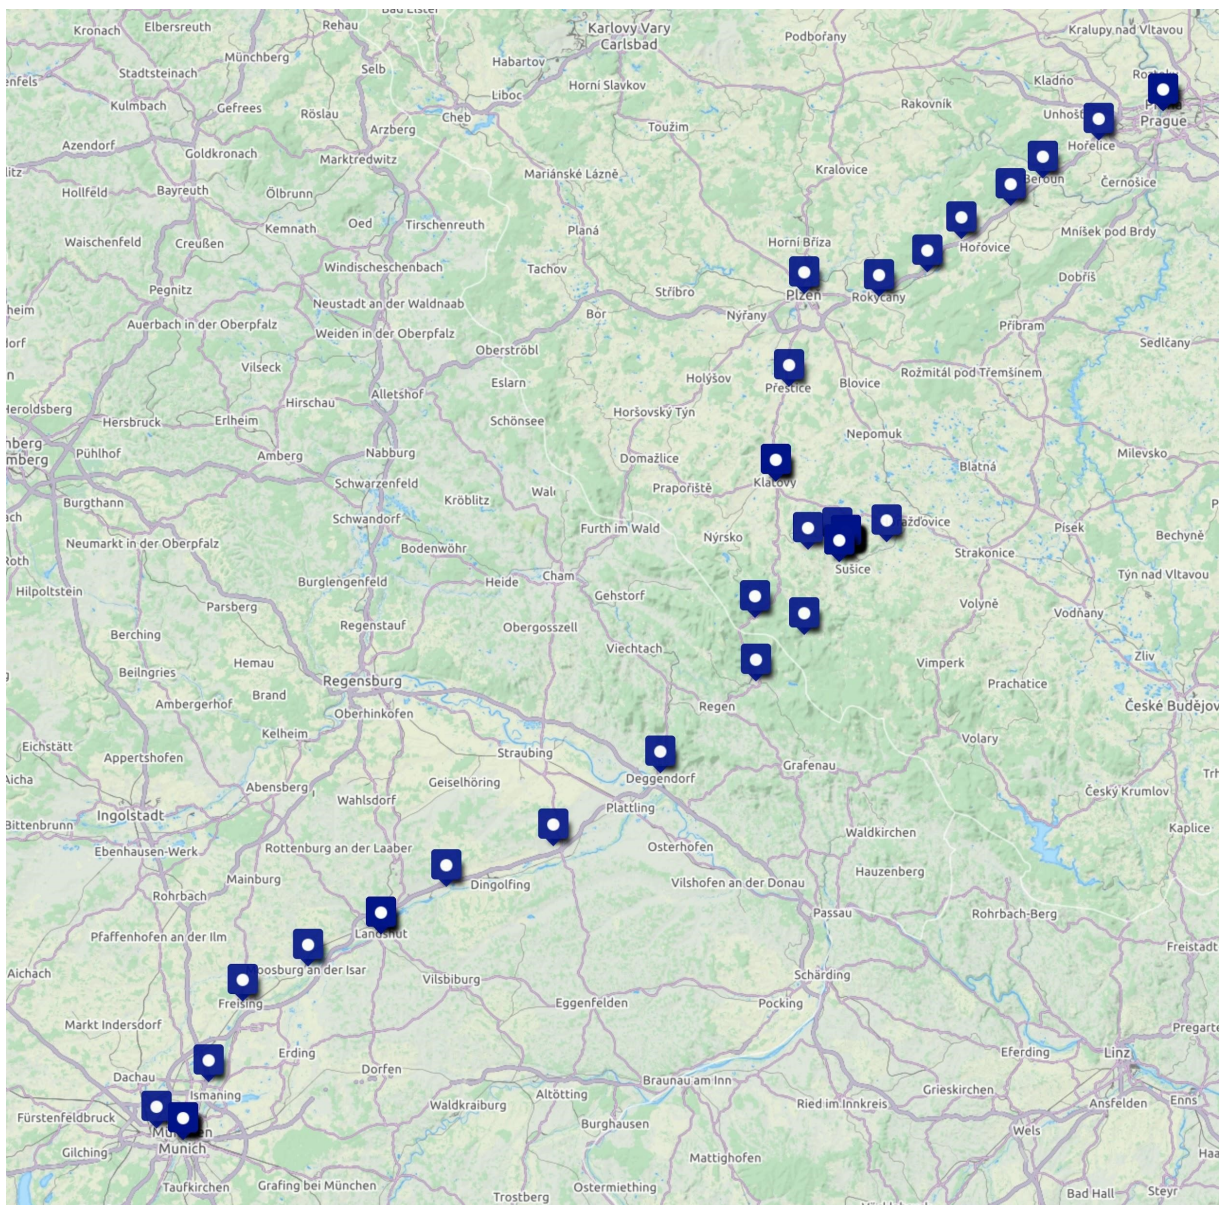 Kronach
Elbersreuth
Rehau
Bad Elster
Karlovy Vary
Carlsbad
Podbořany
Kralupy nad Vltavou
Münchberg
Selb
Habartov
Stadtsteinach
Horní Slavkov
Kladno
Kulmbach
Gefrees
Röslau
Liboc
Rakovník
Arzberg
Cheb
Toužim
Prague
Azendorf
Goldkronach
Marktredwitz
Hořelice
Mariánské Lázně
Kralovice
Beroun
Černošice
Hollfeld
Bayreuth
Ölbrunn
Waischenfeld
Creußen
Kemnath
Oed
Tirschenreuth
Planá
Horní Bříza
Hořovice
Mníšek pod Brdy
Windischeschenbach
Tachov
Dobříš
Pegnitz
Neustadt an der Waldnaab
Stříbro
Plzeň
Rokycany
Auerbach in der Oberpfalz
Weiden in der Oberpfalz
Bor
Nýřany
Příbram
Sedlčany
Oberströbl
Vilseck
Eslarn
Holýšov
Přeštice
Blovice
Rožmitál pod Třemšínem
Hirschau
Alletshof
Hersbruck
Erlheim
Schönsee
Horšovský Týn
Nepomuk
Pühlhof
Amberg
Nabburg
Domažlice
Blatná
Milevsko
Burgthann
Schwarzenfeld
Kröblitz
Prapořiště
Klatovy
Schwandorf
Furth im Wald
Nýrsko
Písek
Bechyně
Neumarkt in der Oberpfalz
Bodenwöhr
Strakonice
Hilpoltstein
Burglengenfeld
Heide
Cham
Sušice
Týn nad Vltavou
Parsberg
Gehstorf
Volyně
Vodňany
Berching
Regenstauf
Obergosszell
Viechtach
Zliv
Beilngries
Hemau
Vimperk
Regensburg
Prachatice
Ambergerhof
Brand
Oberhinkofen
Regen
České Budějov
Eichstätt
Kelheim
Volary
Appertshofen
Straubing
Grafenau
Abensberg
Geiselhöring
Deggendorf
Český Krumlov
Wahlsdorf
Plattling
Bittenbrunn
Ingolstadt
Kaplice
Waldkirchen
Ebenhausen-Werk
Rottenburg an der Laaber
Osterhofen
Hauzenberg
Mainburg
Dingolfing
Vilshofen an der Donau
Rohrbach
Passau
Rohrbach-Berg
Pfaffenhofen an der Ilm
Landshut
Freistadt
Aichach
oosburg an der Isar
Vilsbiburg
Schärding
Freising
Eggenfelden
Pocking
Markt Indersdorf
Erding
Dorfen
Eferding
Linz
Dachau
Ismaning
Altötting
Braunau am Inn
Grieskirchen
Fürstenfeldbruck
Waldkraiburg
Ried im Innkreis
Ansfelden
Enns
Munich
Burghausen
Wels
Gilching
Mattighofen
Taufkirchen
Grafing bei München
Trostberg
Ostermiething
Bad Hall
Steyr